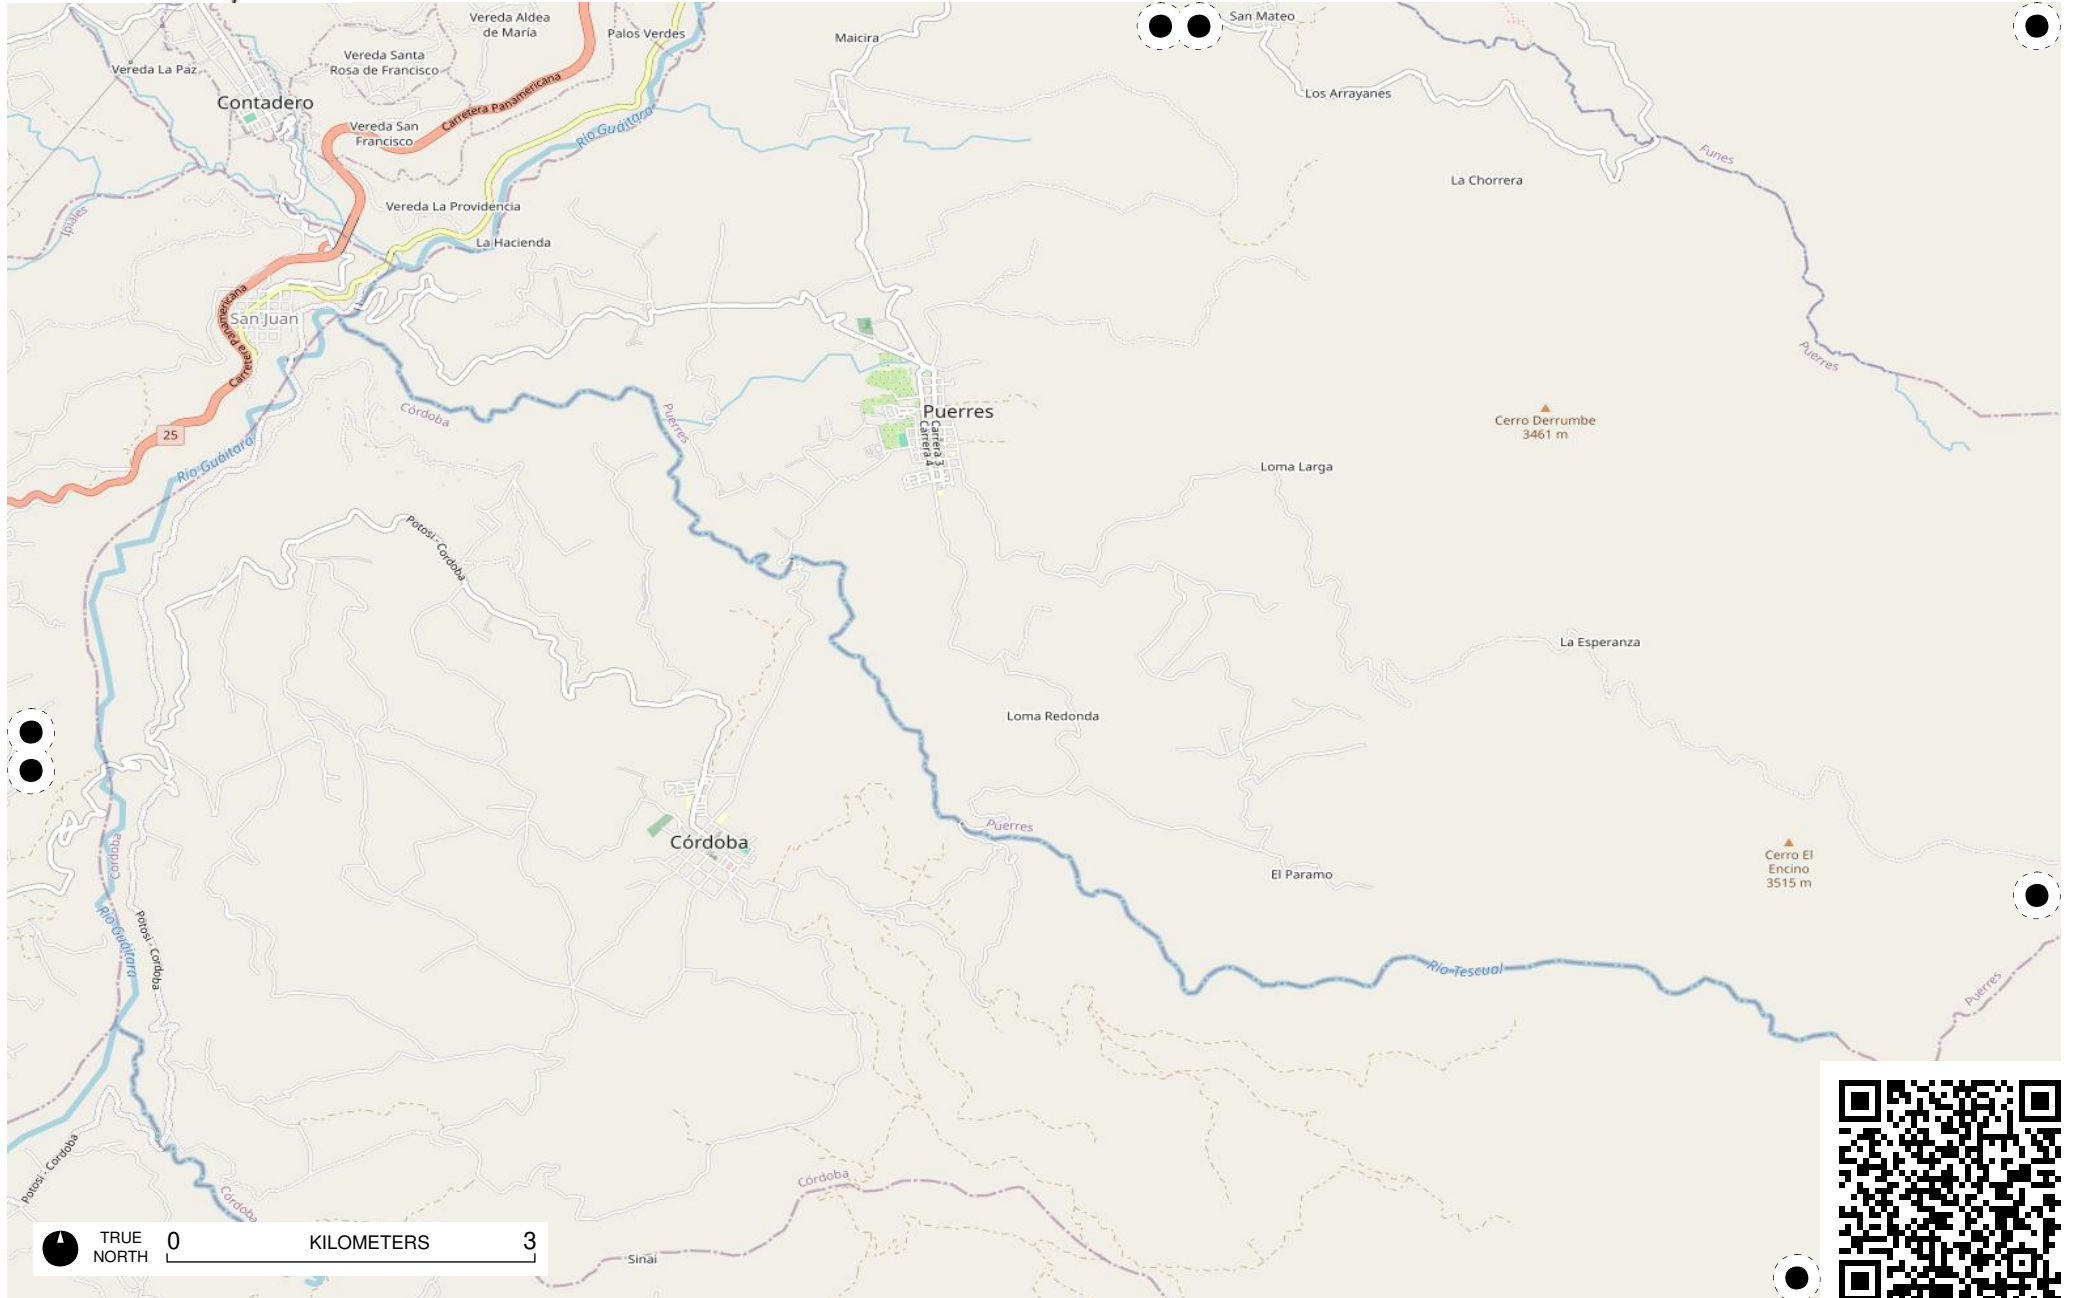 Vereda Aldea
de María
Palos Verdes
Maicira
San Mateo
Vereda Santa
Rosa de Francisco
Vereda La Paz
Contadero
Carretera Panamericana
Los Arrayanes
Río Guáitara
Vereda San
Francisco
Funes
La Chorrera
Ipiales
Vereda La Providencia
La Hacienda
Carretera Panamericana
San Juan
Puerres
Córdoba
Puerres
Puerres
Carrera 3
Carrera 4
Cerro Derrumbe
3461 m
25
Río Guáitara
Loma Larga
Potosí - Cordoba
La Esperanza
Loma Redonda
Puerres
Córdoba
Córdoba
Cerro El
Encino
3515 m
El Paramo
Río Guáitara
Potosí - Cordoba
Río Tescual
Puerres
Potosí - Cordoba
Córdoba
Córdoba
TRUE
NORTH
0 KILOMETERS 3
Sinai